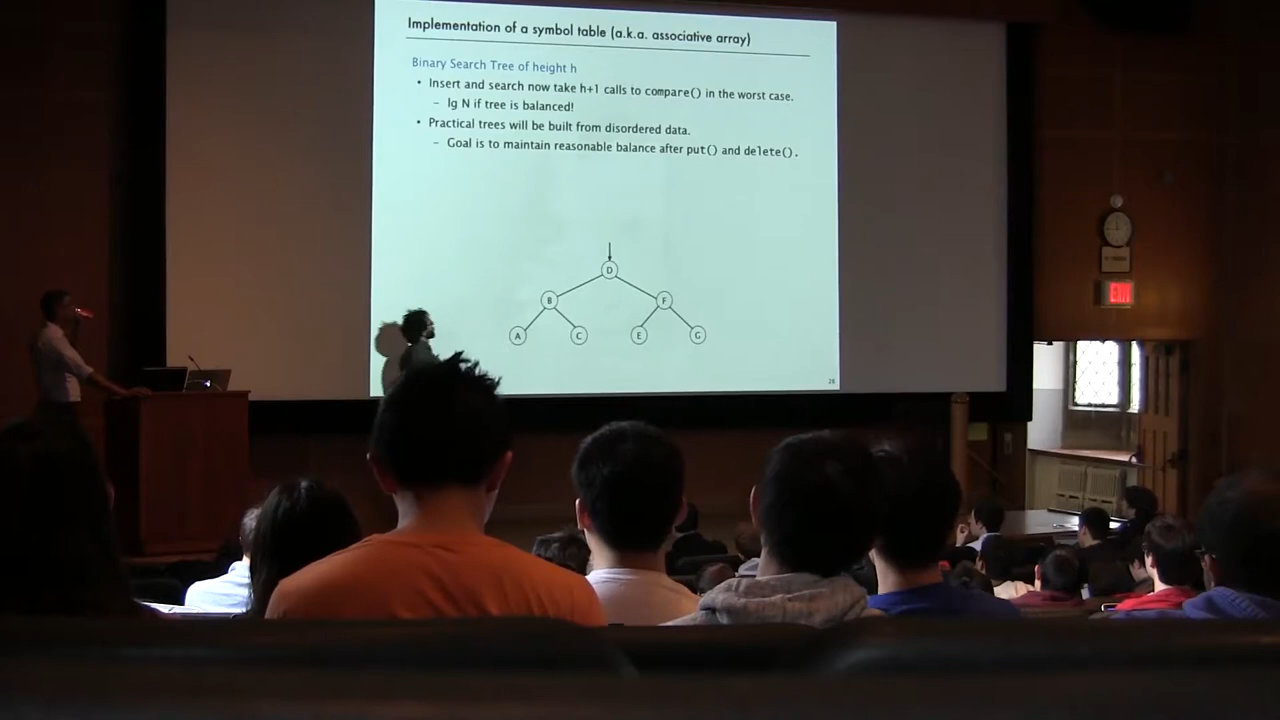 Implementation of a symbol table (a.k.a. associative array)
Binary Search Tree of height h
• Insert and search now take h+1 calls to compare() in the worst case.
– lg N if tree is balanced!
• Practical trees will be built from disordered data.
– Goal is to maintain reasonable balance after put() and delete().
D
B F
A C E G
28
EXIT